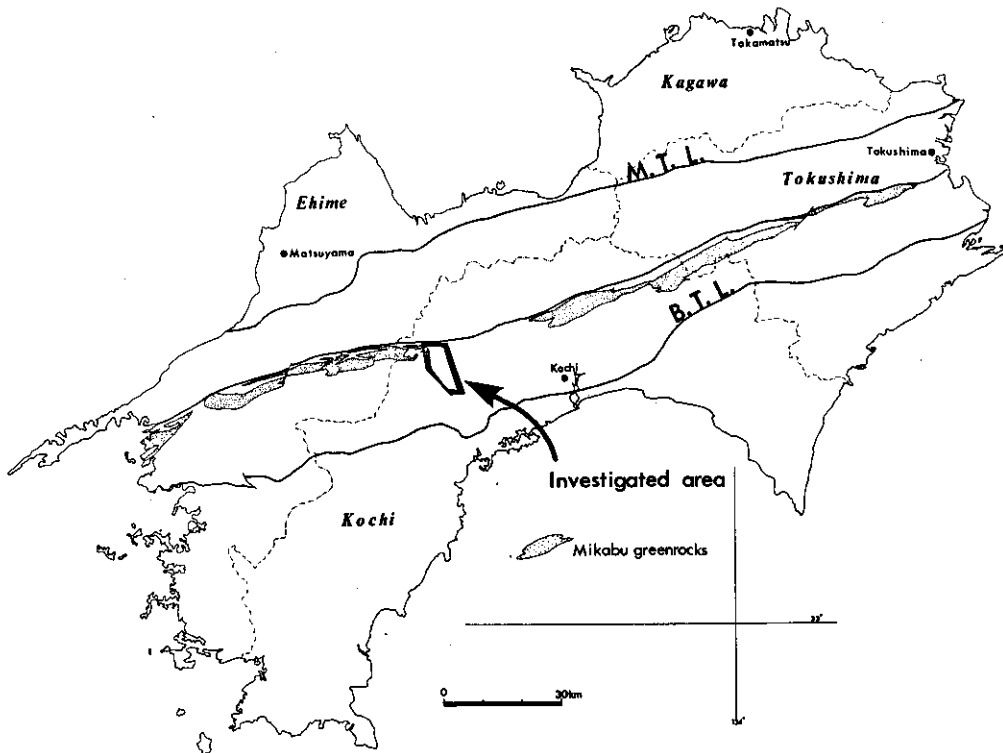 Takamatsu
Kagawa
Tokushima
M. T. L.
Tokushima
Ehime
Matsuyama
B. T. L.
Kochi
Investigated area
Kochi
Mikabu greenrocks
0 30km